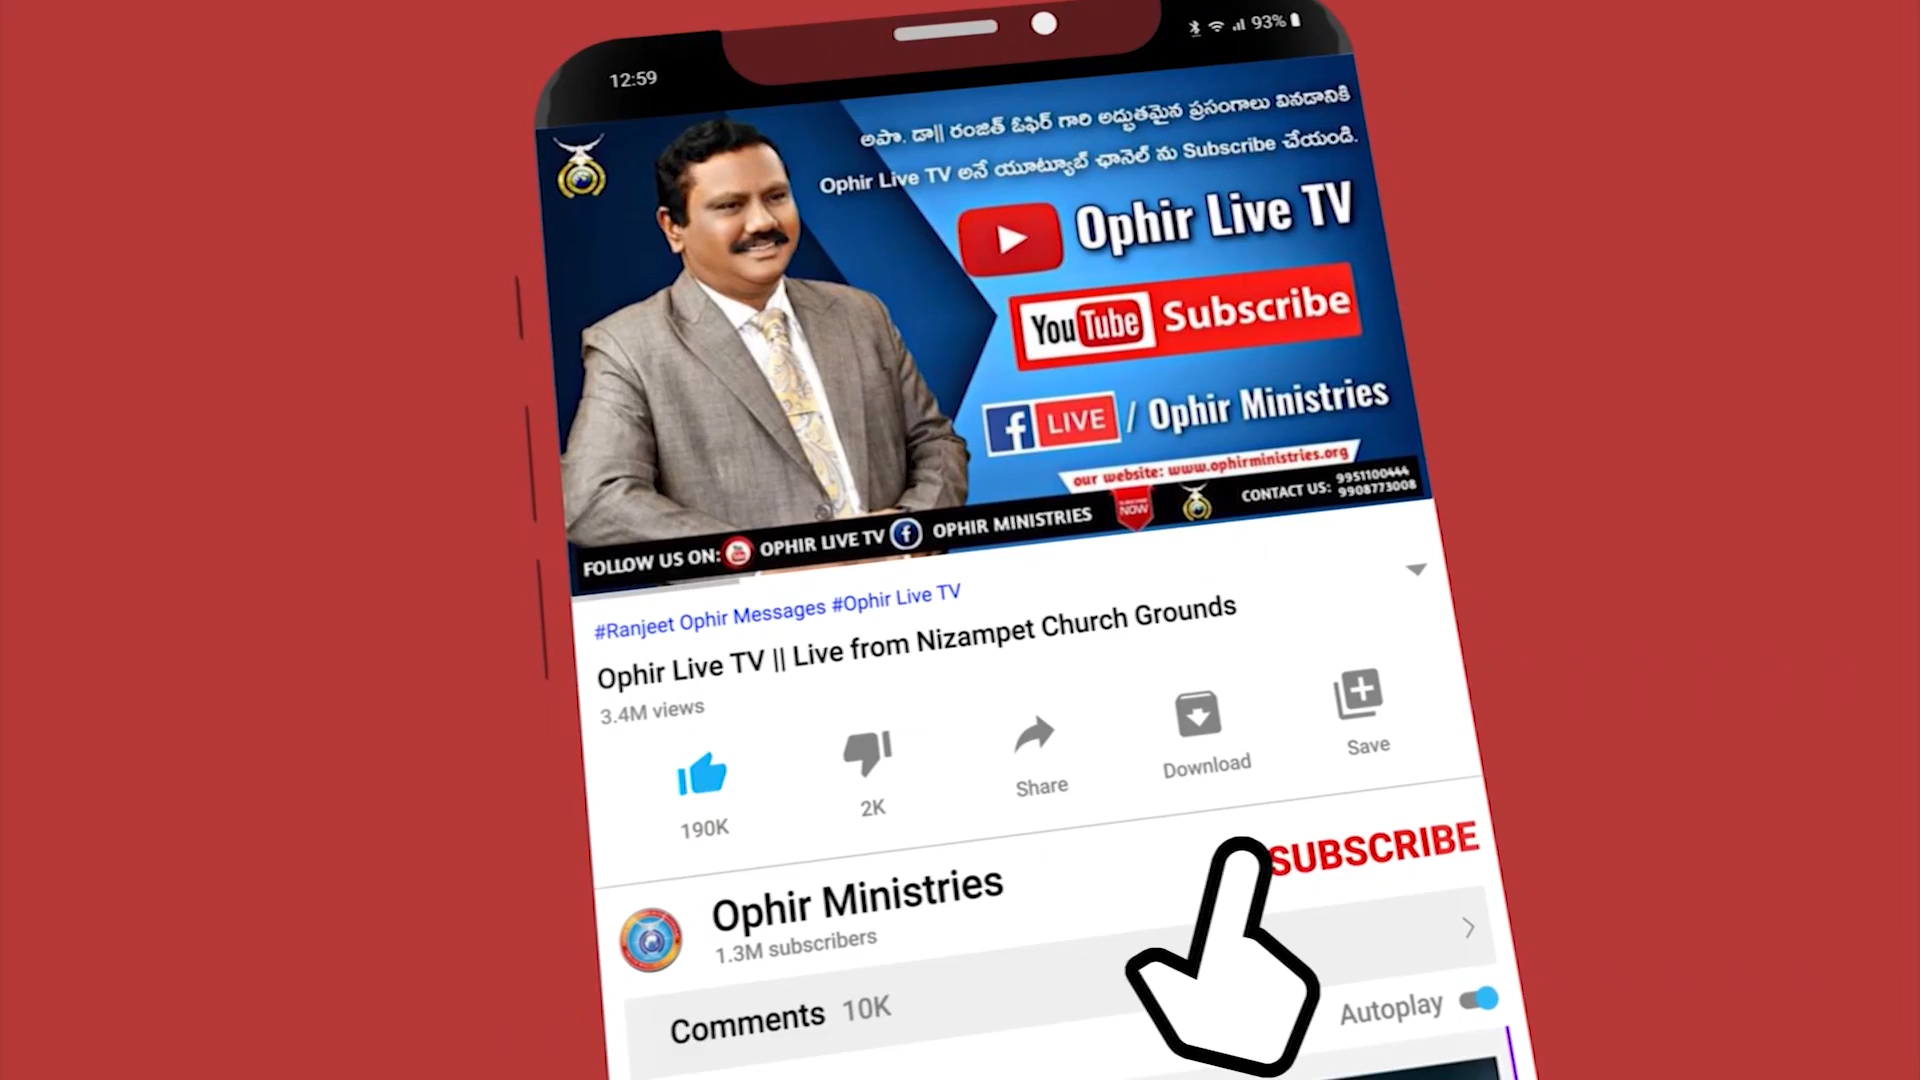 12:59
93%
అపొ. డా|| రంజిత్ ఓఫిర్ గారి అద్భుతమైన ప్రసంగాలు వినడానికి
Ophir Live TV అనే యూట్యూబ్ ఛానెల్ ను Subscribe చేయండి.
Ophir Live TV
YouTube Subscribe
f LIVE / Ophir Ministries
our website: www.ophirministries.org
FOLLOW US ON: OPHIR LIVE TV f OPHIR MINISTRIES
SUBSCRIBE
NOW
CONTACT US: 9951100444
9908773008
#Ranjeet Ophir Messages #Ophir Live TV
Ophir Live TV || Live from Nizampet Church Grounds
3.4M views
190K
2K
Share
Download
Save
Ophir Ministries
1.3M subscribers
SUBSCRIBE
Comments 10K
Autoplay